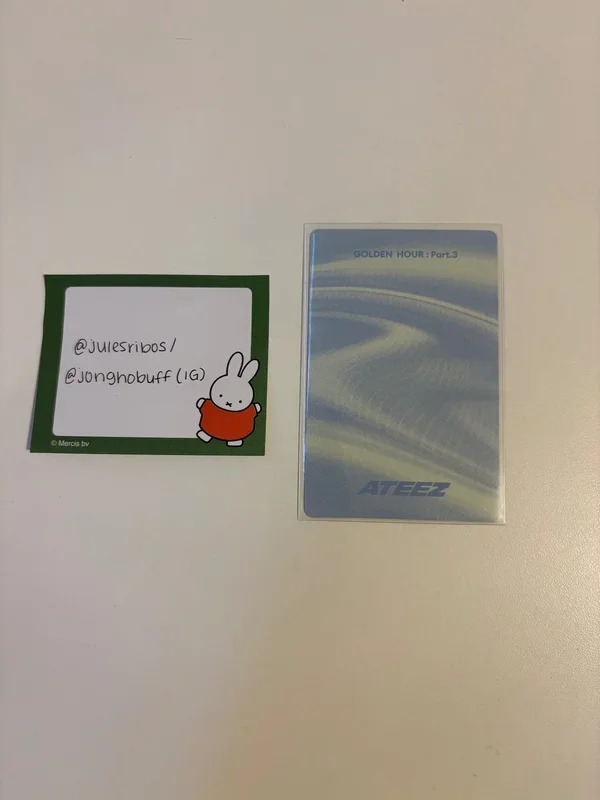 @julesribos/
@jonghobuff (IG)
© Mercis bv
GOLDEN HOUR : Part.3
ATEEZ